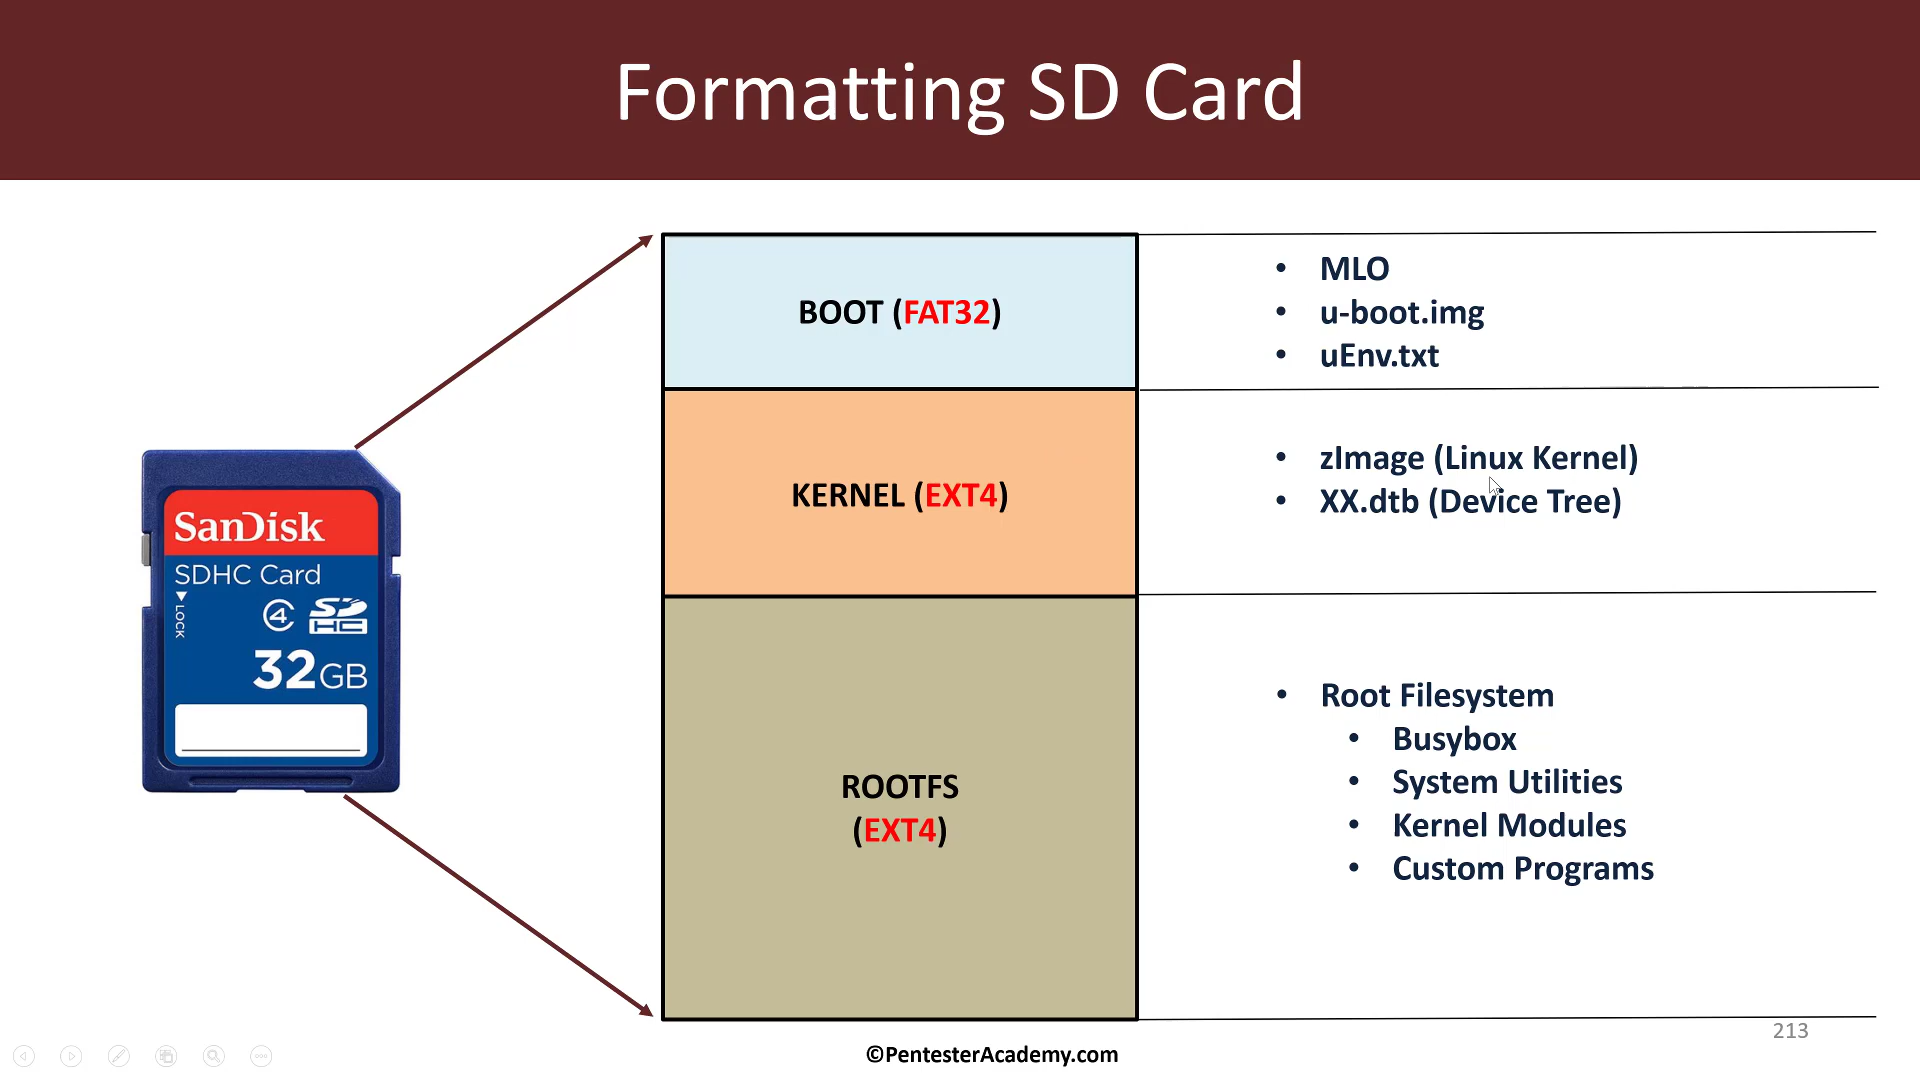 Formatting SD Card
BOOT (FAT32)
• MLO
• u-boot.img
• uEnv.txt
KERNEL (EXT4)
• zImage (Linux Kernel)
• XX.dtb (Device Tree)
SanDisk
SDHC Card
LOCK
4
SD
HC
32GB
ROOTFS
(EXT4)
• Root Filesystem
• Busybox
• System Utilities
• Kernel Modules
• Custom Programs
213
©PentesterAcademy.com